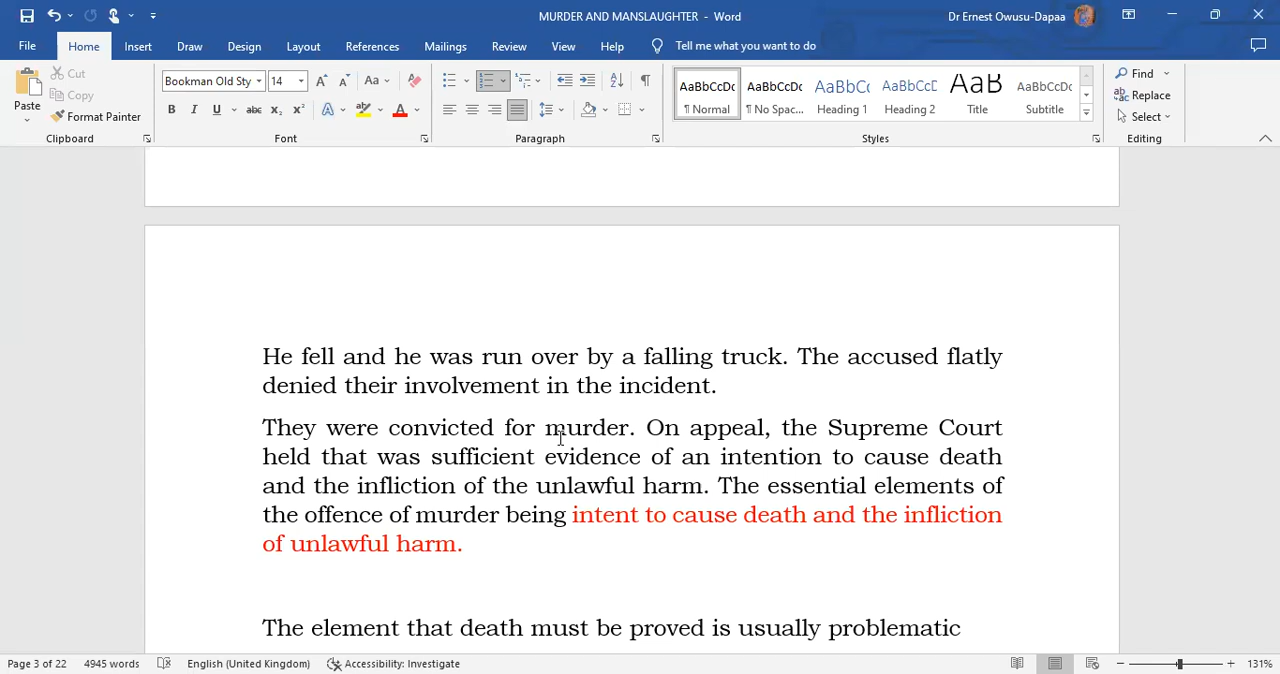 MURDER AND MANSLAUGHTER - Word
Dr Ernest Owusu-Dapaa
File Home Insert Draw Design Layout References Mailings Review View Help Tell me what you want to do
Paste
Cut
Copy
Format Painter
Clipboard
Bookman Old Sty 14
Font
Paragraph
AaBbCcDc AaBbCcDc AaBbC( AaBbCcD AaB AaBbCcDc
¶ Normal ¶ No Spac... Heading 1 Heading 2 Title Subtitle
Styles
Find
Replace
Select
Editing
He fell and he was run over by a falling truck. The accused flatly
denied their involvement in the incident.
They were convicted for murder. On appeal, the Supreme Court
held that was sufficient evidence of an intention to cause death
and the infliction of the unlawful harm. The essential elements of
the offence of murder being intent to cause death and the infliction
of unlawful harm.
The element that death must be proved is usually problematic
Page 3 of 22 4945 words English (United Kingdom) Accessibility: Investigate 131%